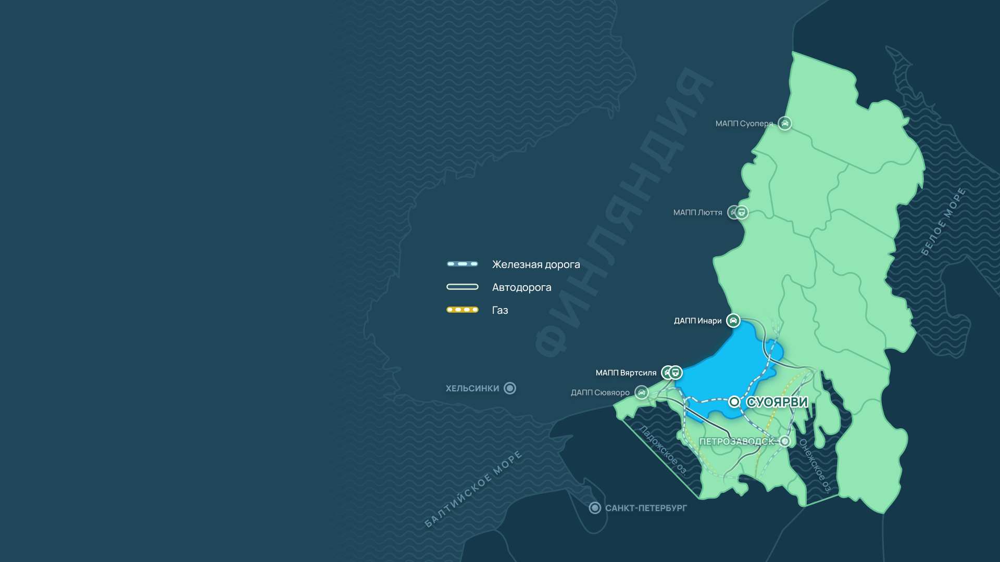 ФИНЛЯНДИЯ
МАПП Суоперя
МАПП Люття
БЕЛОЕ МОРЕ
Железная дорога
Автодорога
Газ
ДАПП Инари
МАПП Вяртсиля
ХЕЛЬСИНКИ
ДАПП Сювяоро
СУОЯРВИ
ПЕТРОЗАВОДСК
Ладожское оз.
Онежское оз.
БАЛТИЙСКОЕ МОРЕ
САНКТ-ПЕТЕРБУРГ